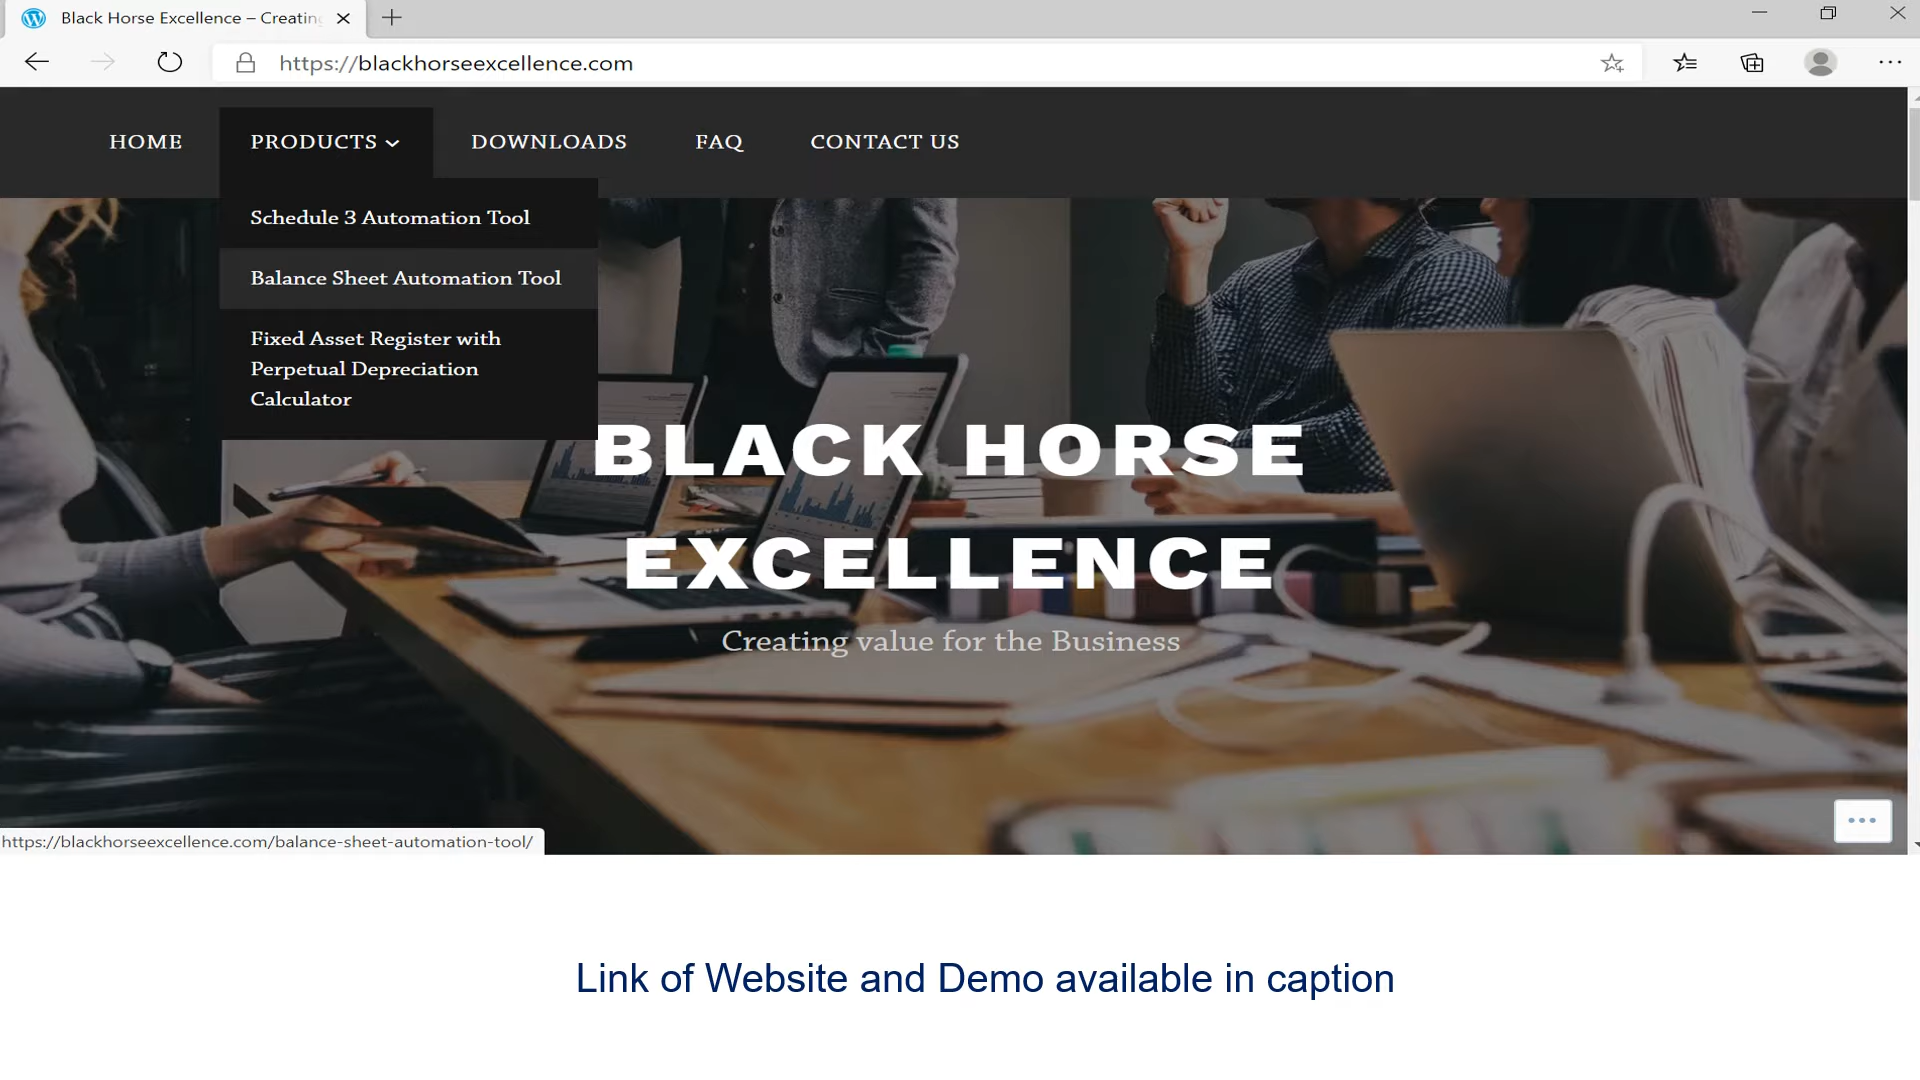 Black Horse Excellence – Creating
https://blackhorseexcellence.com
HOME PRODUCTS DOWNLOADS FAQ CONTACT US
Schedule 3 Automation Tool
Balance Sheet Automation Tool
Fixed Asset Register with
Perpetual Depreciation
Calculator
BLACK HORSE
EXCELLENCE
Creating value for the Business
https://blackhorseexcellence.com/balance-sheet-automation-tool/
Link of Website and Demo available in caption